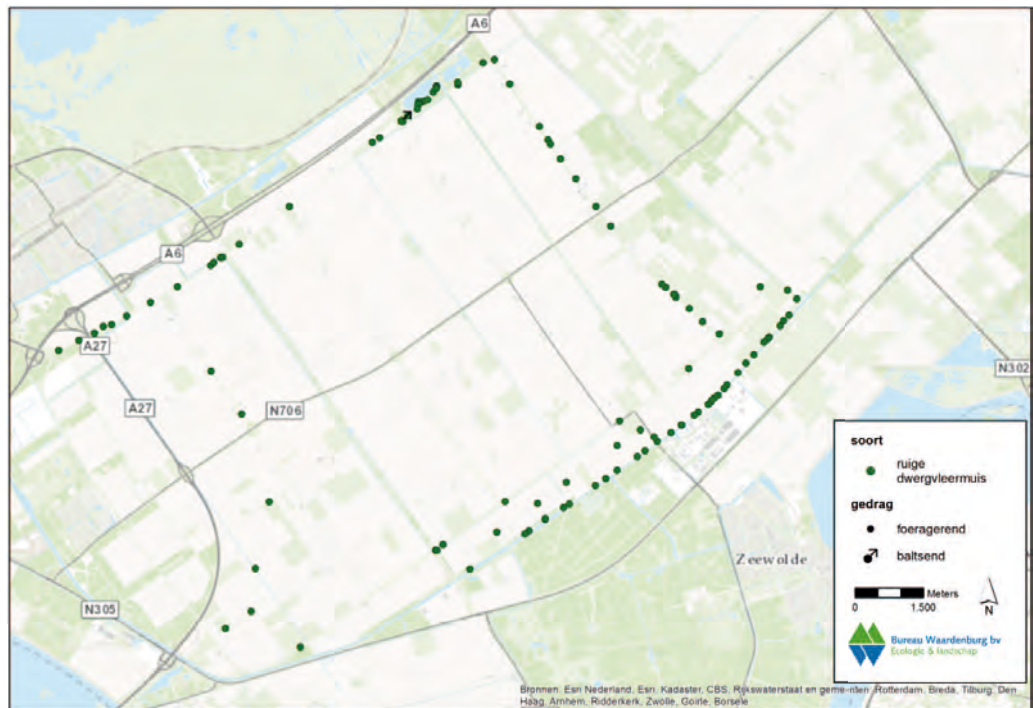 A6
A6
A27
A27
N706
N302
N305
Zeewolde
soort
ruige
dwergvleermuis
gedrag
foeragerend
baltsend
Meters
0 1.500
N
Bureau Waardenburg bv
Ecologie & landschap
Bronnen: Esri Nederland, Esri, Kadaster, CBS, Rijkswaterstaat en gemeenten: Rotterdam, Breda, Tilburg, Den
Haag, Arnhem, Ridderkerk, Zwolle, Goirle, Borsele